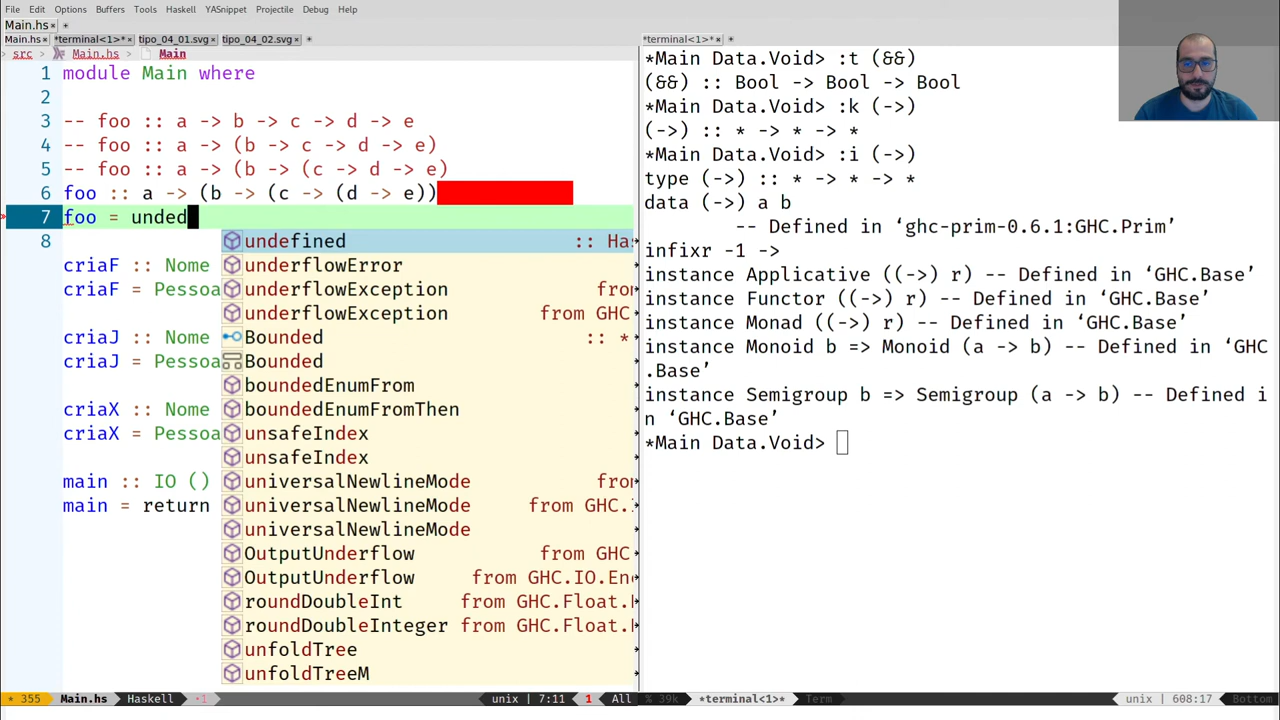 File Edit Options Buffers Tools Haskell YASnippet Projectile Debug Help
Main.hs
Main.hs *terminal<1>* tipo_04_01.svg tipo_04_02.svg
src Main.hs Main
1 module Main where
2
3 -- foo :: a -> b -> c -> d -> e
4 -- foo :: a -> (b -> c -> d -> e)
5 -- foo :: a -> (b -> (c -> d -> e)
6 foo :: a -> (b -> (c -> (d -> e))
7 foo = unded
8
undefined :: Has
underflowError
underflowException from
underflowException from GHC
Bounded :: *
Bounded
boundedEnumFrom
boundedEnumFromThen
unsafeIndex
unsafeIndex
universalNewlineMode from
universalNewlineMode from GHC.
universalNewlineMode
OutputUnderflow from GHC
OutputUnderflow from GHC.IO.En
roundDoubleInt from GHC.Float.
roundDoubleInteger from GHC.Float.
unfoldTree
unfoldTreeM
criaF :: Nome
criaF = Pessoa
criaJ :: Nome
criaJ = Pessoa
criaX :: Nome
criaX = Pessoa
main :: IO ()
main = return
* 355 Main.hs Haskell 1 unix 7:11 1 All
*terminal<1>*
*Main Data.Void> :t (&&)
(&&) :: Bool -> Bool -> Bool
*Main Data.Void> :k (->)
(->) :: * -> * -> *
*Main Data.Void> :i (->)
type (->) :: * -> * -> *
data (->) a b
-- Defined in ‘ghc-prim-0.6.1:GHC.Prim’
infixr -1 ->
instance Applicative ((->) r) -- Defined in ‘GHC.Base’
instance Functor ((->) r) -- Defined in ‘GHC.Base’
instance Monad ((->) r) -- Defined in ‘GHC.Base’
instance Monoid b => Monoid (a -> b) -- Defined in ‘GHC
.Base’
instance Semigroup b => Semigroup (a -> b) -- Defined i
n ‘GHC.Base’
*Main Data.Void>
% 39k *terminal<1>* Term unix 608:17 Bottom